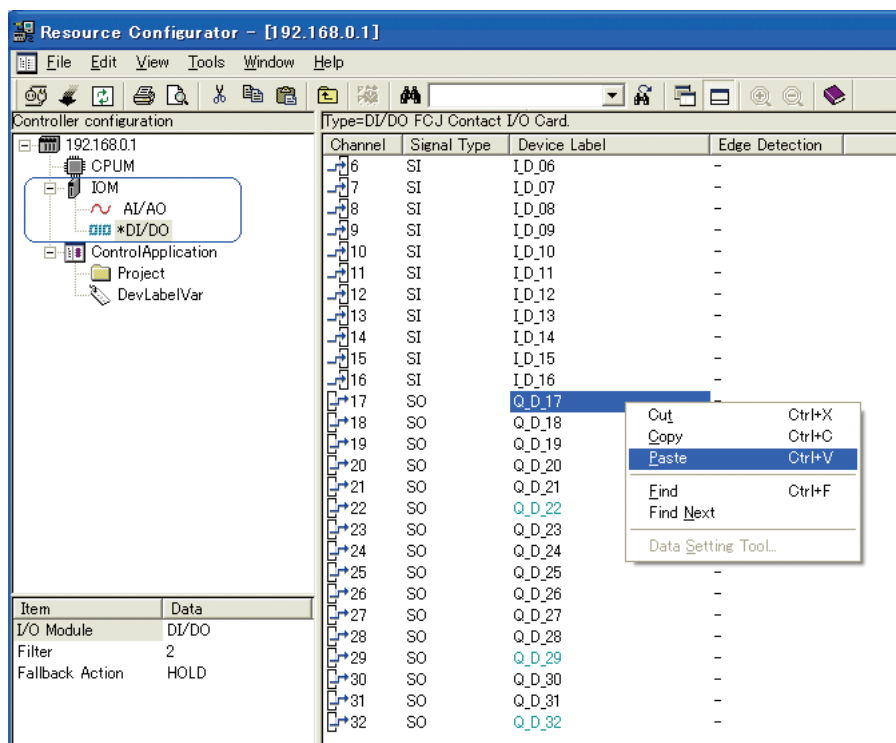 Resource Configurator - [192.168.0.1]
File Edit View Tools Window Help
Controller configuration
192.168.0.1
CPUM
IOM
AI/AO
*DI/DO
ControlApplication
Project
DevLabelVar
Item Data
I/O Module DI/DO
Filter 2
Fallback Action HOLD
Type=DI/DO FCJ Contact I/O Card.
Channel Signal Type Device Label Edge Detection
6 SI I_D_06 -
7 SI I_D_07 -
8 SI I_D_08 -
9 SI I_D_09 -
10 SI I_D_10 -
11 SI I_D_11 -
12 SI I_D_12 -
13 SI I_D_13 -
14 SI I_D_14 -
15 SI I_D_15 -
16 SI I_D_16 -
17 SO Q_D_17 -
18 SO Q_D_18
19 SO Q_D_19
20 SO Q_D_20
21 SO Q_D_21
22 SO Q_D_22
23 SO Q_D_23
24 SO Q_D_24
25 SO Q_D_25 -
26 SO Q_D_26 -
27 SO Q_D_27 -
28 SO Q_D_28 -
29 SO Q_D_29 -
30 SO Q_D_30 -
31 SO Q_D_31 -
32 SO Q_D_32 -
Cut Ctrl+X
Copy Ctrl+C
Paste Ctrl+V
Find Ctrl+F
Find Next
Data Setting Tool...